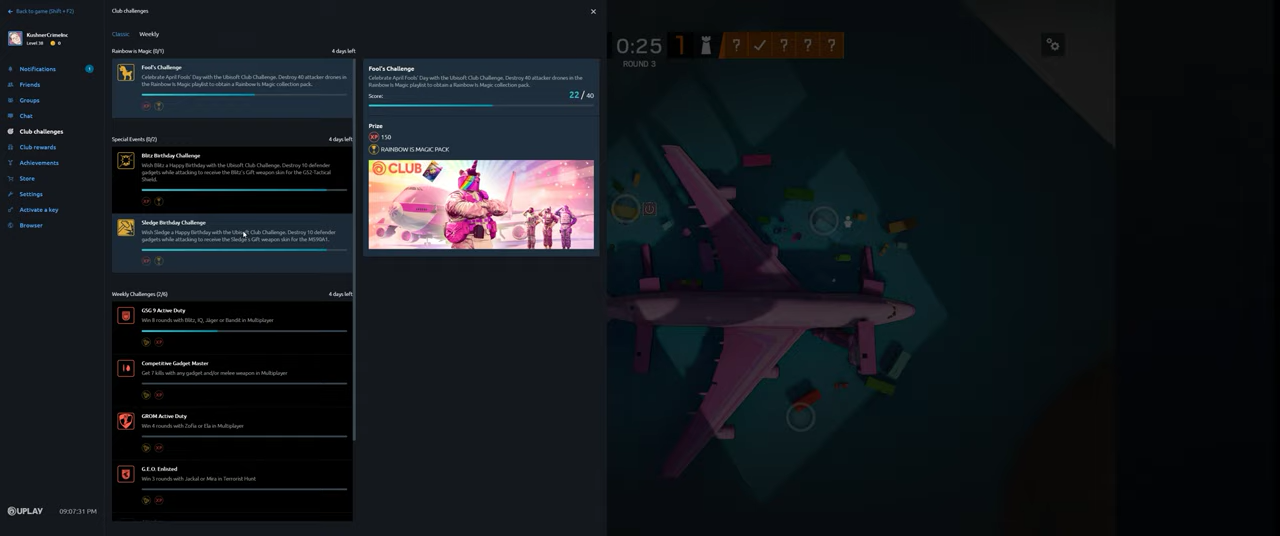 Back to game (Shift + F2)
KushnerCrimeInc
Level 38
0
Notifications
1
Friends
Groups
Chat
Club challenges
Club rewards
Achievements
Store
Settings
Activate a key
Browser
UPLAY
09:07:31 PM
Club challenges
Classic
Weekly
Rainbow is Magic (0/1)
4 days left
Fool's Challenge
Celebrate April Fools' Day with the Ubisoft Club Challenge. Destroy 40 attacker drones in
the Rainbow Is Magic playlist to obtain a Rainbow Is Magic collection pack.
XP
Special Events (0/2)
4 days left
Blitz Birthday Challenge
Wish Blitz a Happy Birthday with the Ubisoft Club Challenge. Destroy 10 defender
gadgets while attacking to receive the Blitz's Gift weapon skin for the G52 Tactical
Shield.
XP
Sledge Birthday Challenge
Wish Sledge a Happy Birthday with the Ubisoft Club Challenge. Destroy 10 defender
gadgets while attacking to receive the Sledge's Gift weapon skin for the M590A1.
XP
Weekly Challenges (2/6)
4 days left
GSG 9 Active Duty
Win 8 rounds with Blitz, IQ, Jäger or Bandit in Multiplayer
XP
Competitive Gadget Master
Get 7 kills with any gadget and/or melee weapon in Multiplayer
XP
GROM Active Duty
Win 4 rounds with Zofia or Ela in Multiplayer
XP
G.E.O. Enlisted
Win 3 rounds with Jackal or Mira in Terrorist Hunt
XP
Fool's Challenge
Celebrate April Fools' Day with the Ubisoft Club Challenge. Destroy 40 attacker drones in
the Rainbow Is Magic playlist to obtain a Rainbow Is Magic collection pack.
Score:
22 / 40
Prize
XP 150
RAINBOW IS MAGIC PACK
CLUB
0:25
ROUND 3
1
? ? ? ?